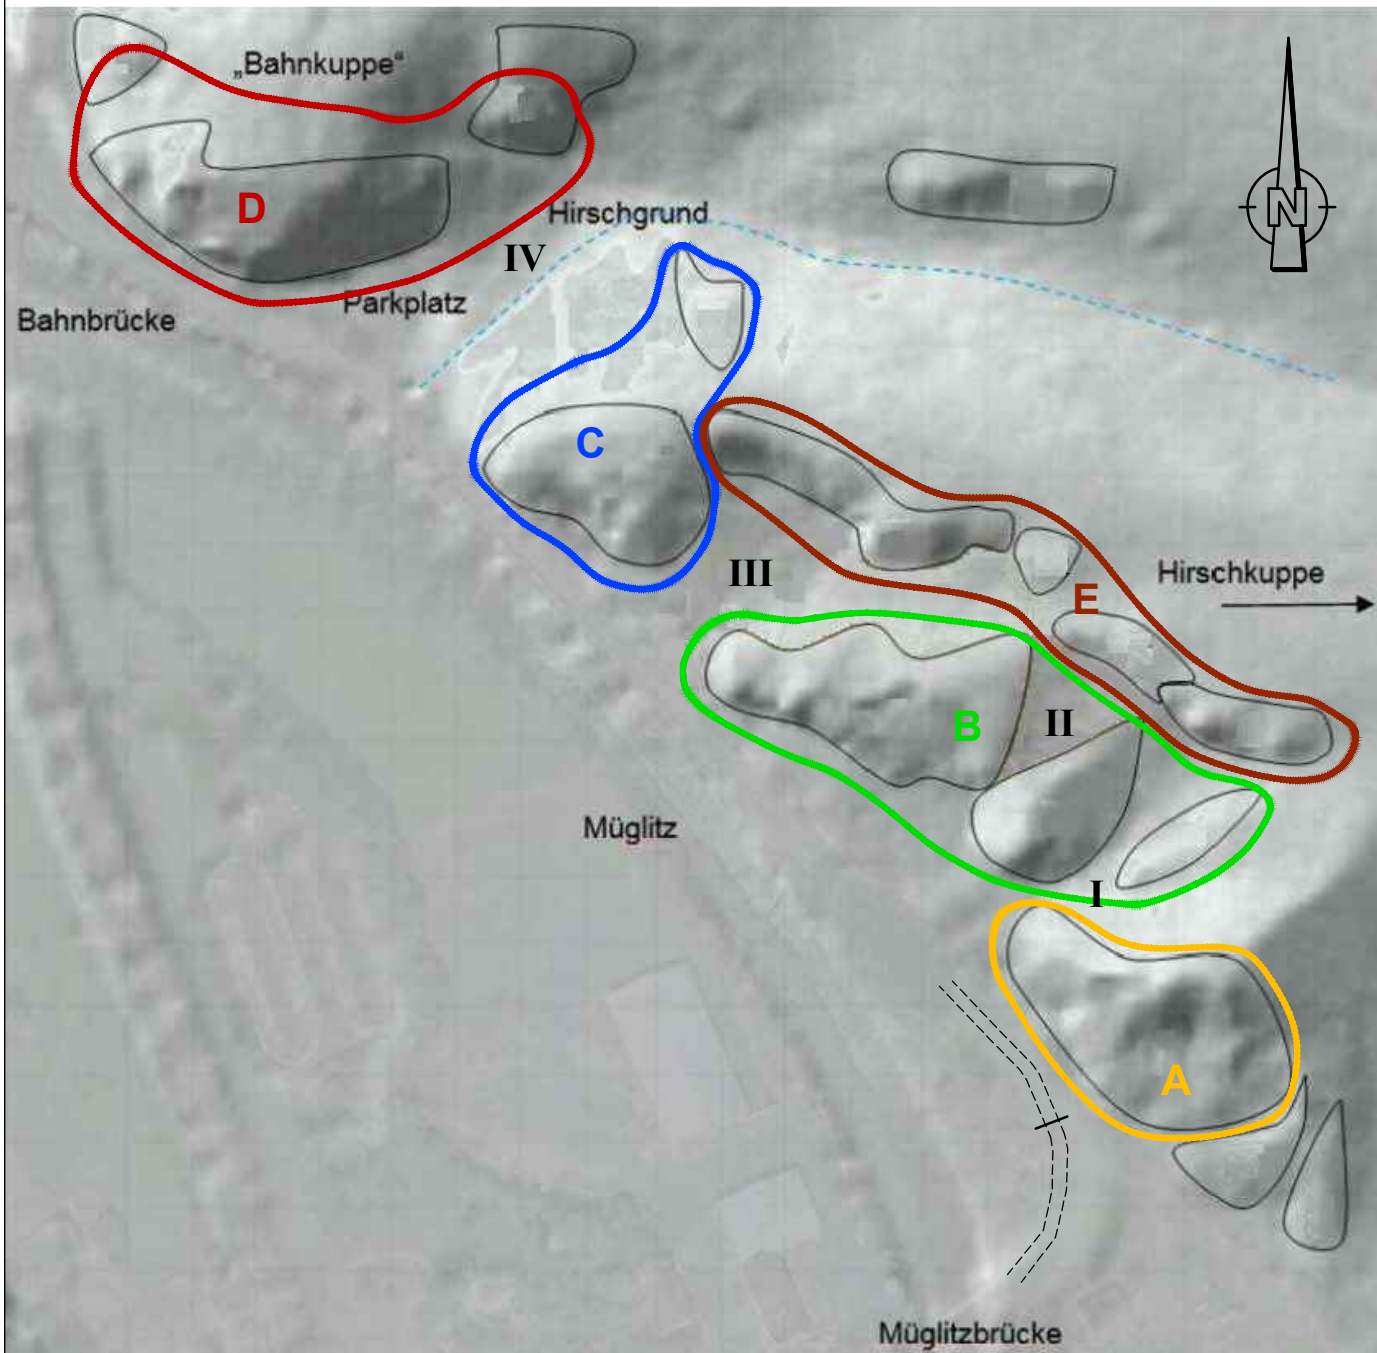 „Bahnkuppe“
N
D
Hirschgrund
IV
Parkplatz
Bahnbrücke
C
III
Hirschkuppe
E
B
II
Müglitz
I
A
Müglitzbrücke